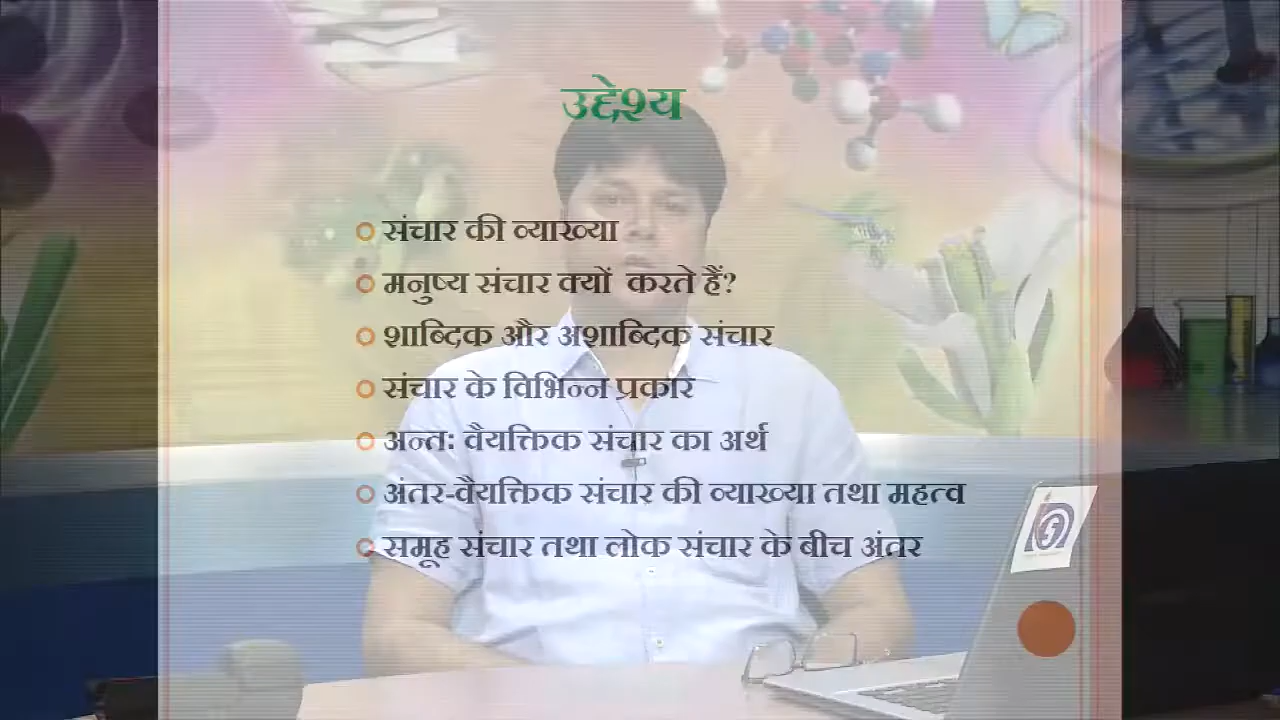 उद्देश्य
संचार की व्याख्या
मनुष्य संचार क्यों करते हैं?
शाब्दिक और अशाब्दिक संचार
संचार के विभिन्न प्रकार
अन्तः वैयक्तिक संचार का अर्थ
अंतर-वैयक्तिक संचार की व्याख्या तथा महत्व
समूह संचार तथा लोक संचार के बीच अंतर